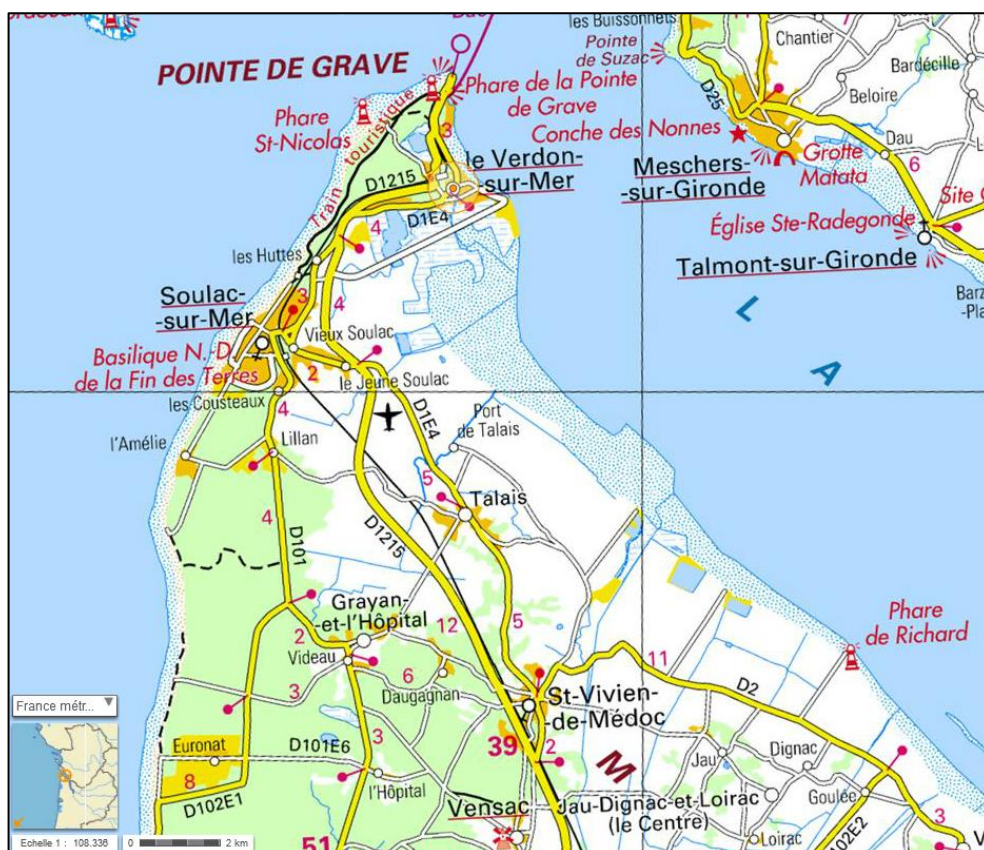 les Buissonnets
Pointe
de Suzac
Chantier
Bardécille
Beloire
D25
POINTE DE GRAVE
Phare de la Pointe
de Grave
Phare
St-Nicolas
Train touristique
3
Conche des Nonnes
Dau
6
le Verdon-
-sur-Mer
D1215
D1E4
4
Meschers-
-sur-Gironde
Grotte
Matata
Église Ste-Radegonde
Talmont-sur-Gironde
les Huttes
4
Soulac-
-sur-Mer
3
Vieux Soulac
L
A
Basilique N.-D
de la Fin des Terres
2
le Jeune Soulac
les Cousteaux
4
D1E4
Port
de Talais
l'Amélie
Lillan
5
Talais
4
D101
D1215
Grayan-
-et-l'Hôpital
2
12
5
Phare
de Richard
Videau
6
Daugagnan
11
D2
3
St-Vivien-
-de-Médoc
France métr...
Euronat
D101E6
3
39
2
M
Jau
Dignac
8
D102E1
l'Hôpital
Vensac
Jau-Dignac-et-Loirac
(le Centre)
Goulée
3
Loirac
102E2
51
Echelle 1 : 108.336
0
2 km